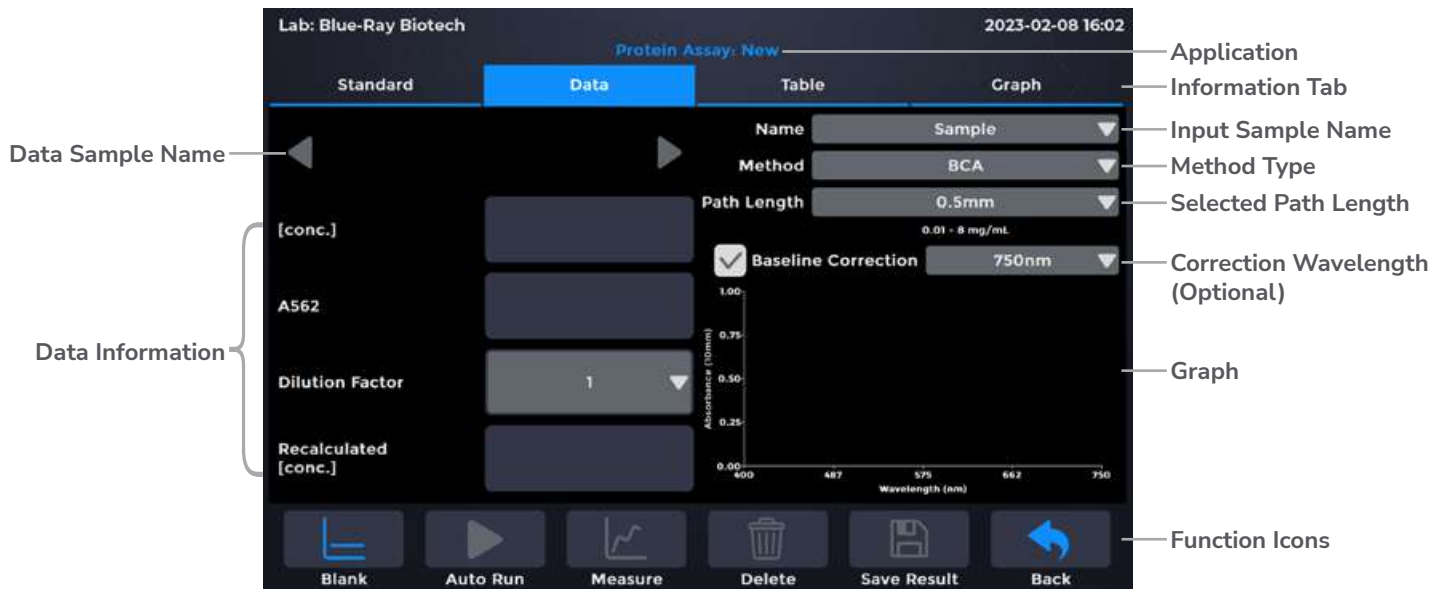 Lab: Blue-Ray Biotech
2023-02-08 16:02
Protein Assay: New
Application
Standard
Data
Table
Graph
Information Tab
Data Sample Name
Name
Sample
Input Sample Name
Method
BCA
Method Type
Path Length
0.5mm
Selected Path Length
0.01 - 8 mg/mL
[conc.]
Baseline Correction
750nm
Correction Wavelength
(Optional)
A562
Data Information
Dilution Factor
1
Recalculated
[conc.]
1.00
0.75
0.50
0.25
0.00
Absorbance (10mm)
400
487
575
662
750
Wavelength (nm)
Graph
Blank
Auto Run
Measure
Delete
Save Result
Back
Function Icons